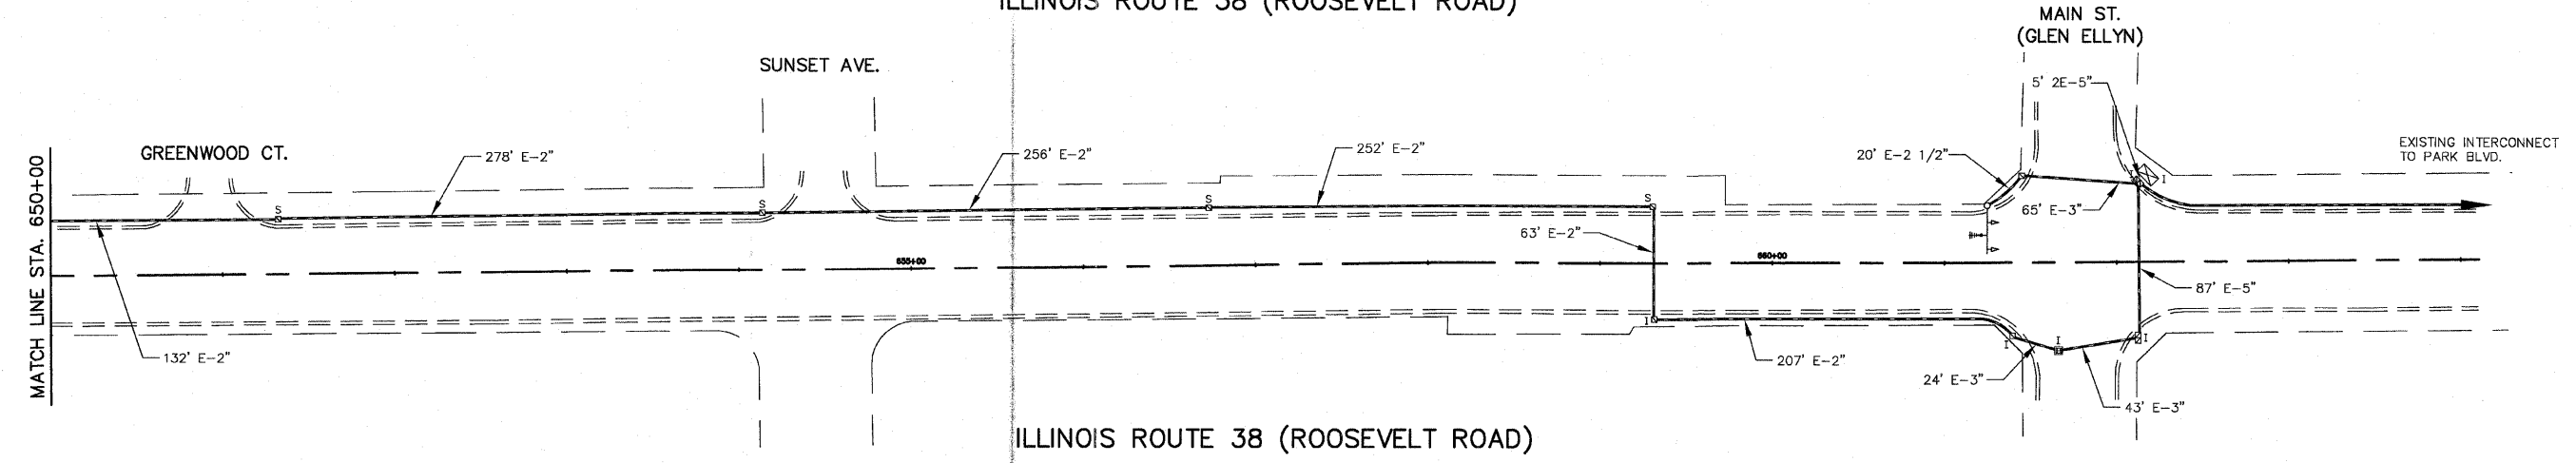 ILLINOIS ROUTE 38 (ROOSEVELT ROAD)
MAIN ST.
(GLEN ELLYN)
SUNSET AVE.
5' 2E-5"
GREENWOOD CT.
278' E-2"
256' E-2"
252' E-2"
20' E-2 1/2"
EXISTING INTERCONNECT
TO PARK BLVD.
MATCH LINE STA. 650+00
S
S
S
S
I
I
65' E-3"
63' E-2"
655+00
660+00
87' E-5"
I
I
I
I
132' E-2"
207' E-2"
24' E-3"
43' E-3"
ILLINOIS ROUTE 38 (ROOSEVELT ROAD)